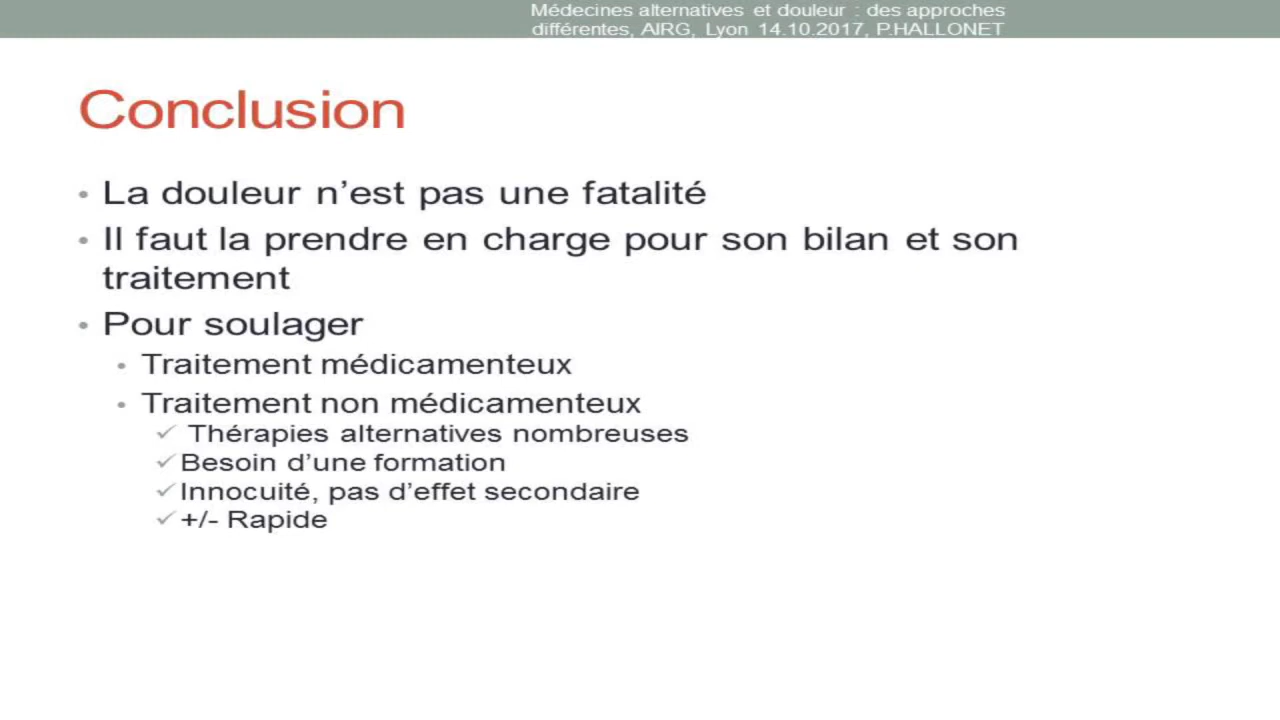 Médecines alternatives et douleur : des approches
différentes, AIRG, Lyon 14.10.2017, P.HALLONET
Conclusion
• La douleur n’est pas une fatalité
• Il faut la prendre en charge pour son bilan et son
traitement
• Pour soulager
• Traitement médicamenteux
• Traitement non médicamenteux
✓ Thérapies alternatives nombreuses
✓ Besoin d’une formation
✓ Innocuité, pas d’effet secondaire
✓ +/- Rapide